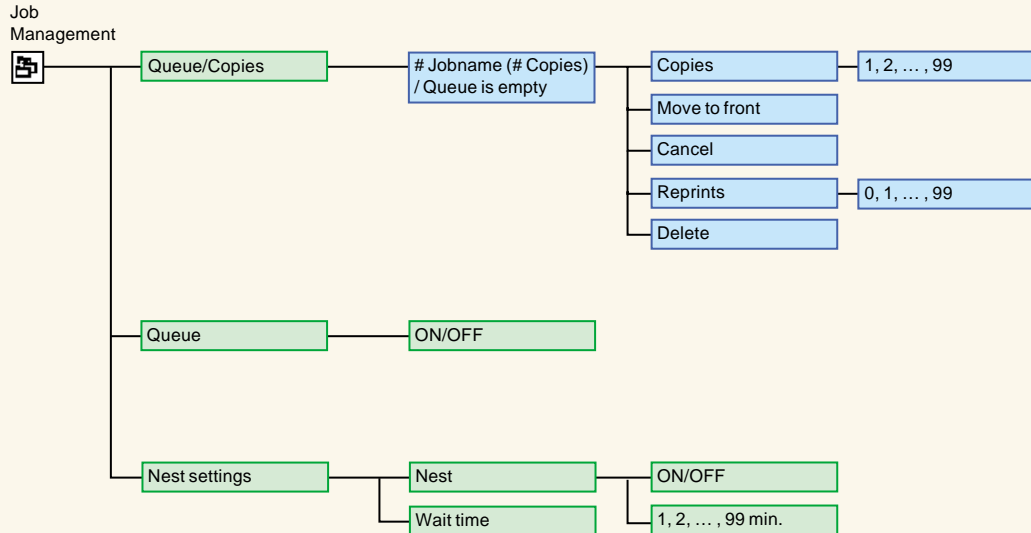 Job
Management
Queue/Copies
# Jobname (# Copies)
/ Queue is empty
Copies
1, 2, … , 99
Move to front
Cancel
Reprints
0, 1, … , 99
Delete
Queue
ON/OFF
Nest settings
Nest
ON/OFF
Wait time
1, 2, … , 99 min.